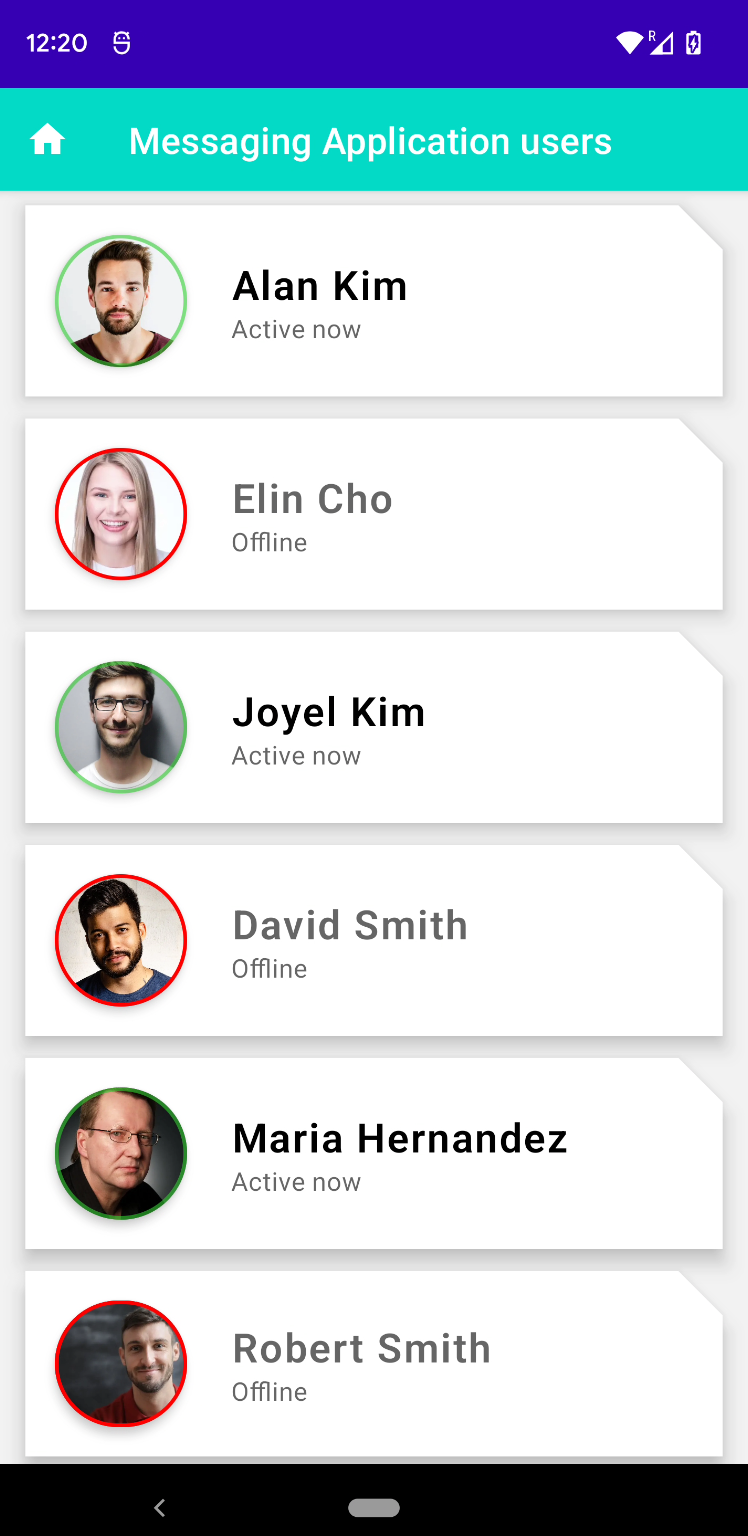 12:20
R
Messaging Application users
Alan Kim
Active now
Elin Cho
Offline
Joyel Kim
Active now
David Smith
Offline
Maria Hernandez
Active now
Robert Smith
Offline